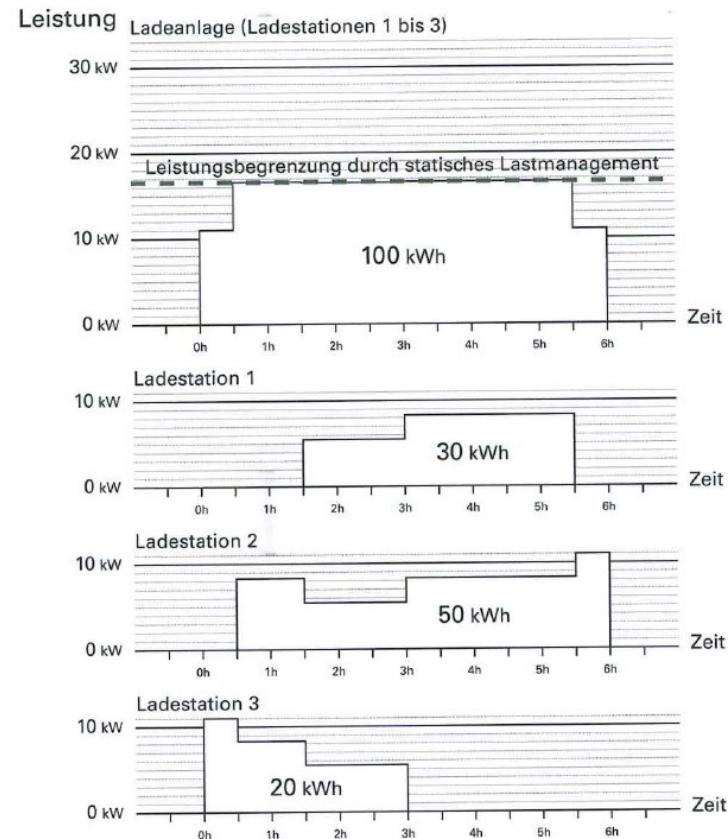 Leistung
Ladeanlage (Ladestationen 1 bis 3)
30 kW
20 kW
Leistungsbegrenzung durch statisches Lastmanagement
10 kW
100 kWh
0 kW
Zeit
0h 1h 2h 3h 4h 5h 6h
Ladestation 1
10 kW
30 kWh
0 kW
Zeit
0h 1h 2h 3h 4h 5h 6h
Ladestation 2
10 kW
50 kWh
0 kW
Zeit
0h 1h 2h 3h 4h 5h 6h
Ladestation 3
10 kW
20 kWh
0 kW
Zeit
0h 1h 2h 3h 4h 5h 6h